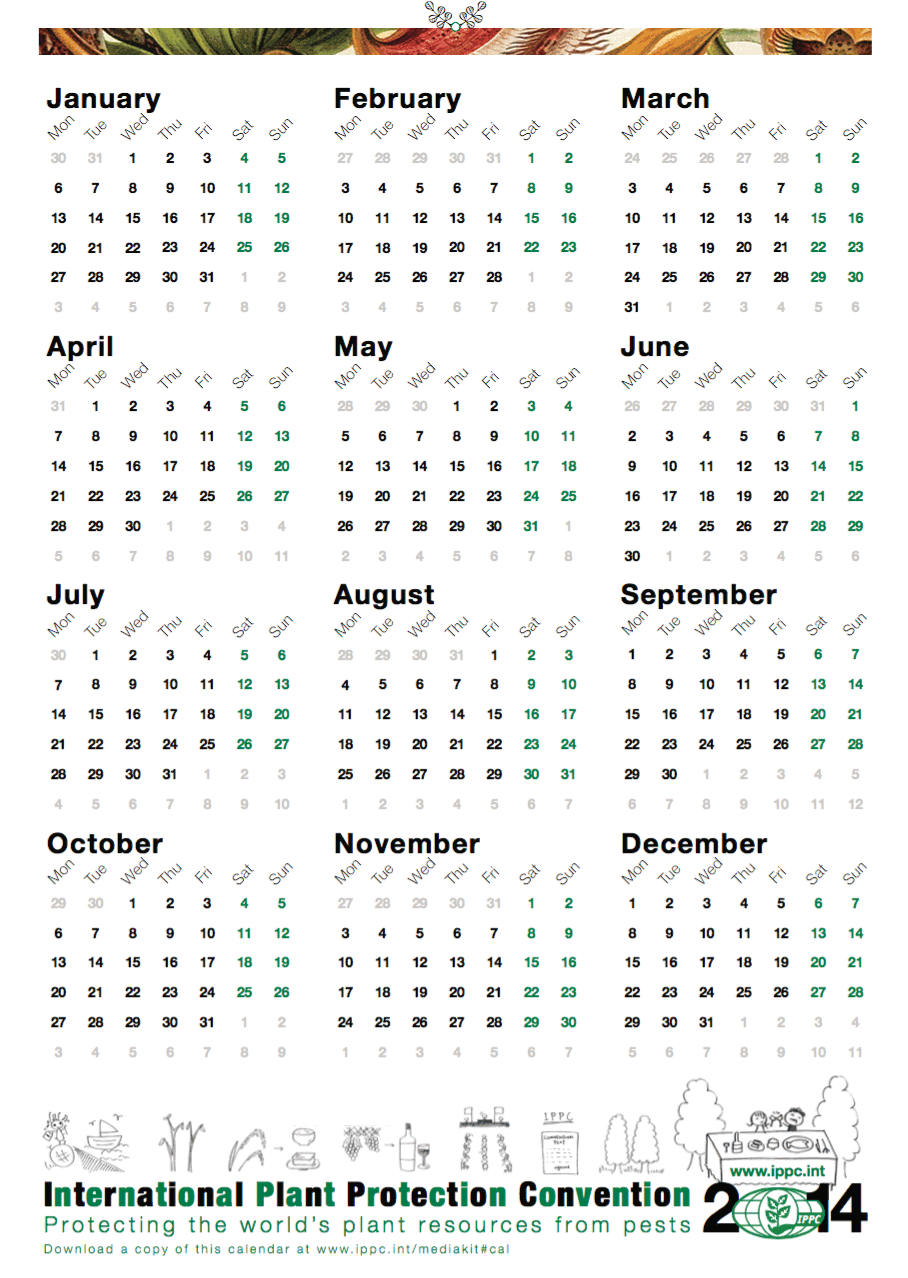 January February March
Mon Tue Wed Thu Fri Sat Sun Mon Tue Wed Thu Fri Sat Sun Mon Tue Wed Thu Fri Sat Sun
30 31 1 2 3 4 5 27 28 29 30 31 1 2 24 25 26 27 28 1 2
6 7 8 9 10 11 12 3 4 5 6 7 8 9 3 4 5 6 7 8 9
13 14 15 16 17 18 19 10 11 12 13 14 15 16 10 11 12 13 14 15 16
20 21 22 23 24 25 26 17 18 19 20 21 22 23 17 18 19 20 21 22 23
27 28 29 30 31 1 2 24 25 26 27 28 1 2 24 25 26 27 28 29 30
3 4 5 6 7 8 9 3 4 5 6 7 8 9 31 1 2 3 4 5 6
April May June
Mon Tue Wed Thu Fri Sat Sun Mon Tue Wed Thu Fri Sat Sun Mon Tue Wed Thu Fri Sat Sun
31 1 2 3 4 5 6 28 29 30 1 2 3 4 26 27 28 29 30 31 1
7 8 9 10 11 12 13 5 6 7 8 9 10 11 2 3 4 5 6 7 8
14 15 16 17 18 19 20 12 13 14 15 16 17 18 9 10 11 12 13 14 15
21 22 23 24 25 26 27 19 20 21 22 23 24 25 16 17 18 19 20 21 22
28 29 30 1 2 3 4 26 27 28 29 30 31 1 23 24 25 26 27 28 29
5 6 7 8 9 10 11 2 3 4 5 6 7 8 30 1 2 3 4 5 6
July August September
Mon Tue Wed Thu Fri Sat Sun Mon Tue Wed Thu Fri Sat Sun Mon Tue Wed Thu Fri Sat Sun
30 1 2 3 4 5 6 28 29 30 31 1 2 3 1 2 3 4 5 6 7
7 8 9 10 11 12 13 4 5 6 7 8 9 10 8 9 10 11 12 13 14
14 15 16 17 18 19 20 11 12 13 14 15 16 17 15 16 17 18 19 20 21
21 22 23 24 25 26 27 18 19 20 21 22 23 24 22 23 24 25 26 27 28
28 29 30 31 1 2 3 25 26 27 28 29 30 31 29 30 1 2 3 4 5
4 5 6 7 8 9 10 1 2 3 4 5 6 7 6 7 8 9 10 11 12
October November December
Mon Tue Wed Thu Fri Sat Sun Mon Tue Wed Thu Fri Sat Sun Mon Tue Wed Thu Fri Sat Sun
29 30 1 2 3 4 5 27 28 29 30 31 1 2 1 2 3 4 5 6 7
6 7 8 9 10 11 12 3 4 5 6 7 8 9 8 9 10 11 12 13 14
13 14 15 16 17 18 19 10 11 12 13 14 15 16 15 16 17 18 19 20 21
20 21 22 23 24 25 26 17 18 19 20 21 22 23 22 23 24 25 26 27 28
27 28 29 30 31 1 2 24 25 26 27 28 29 30 29 30 31 1 2 3 4
3 4 5 6 7 8 9 1 2 3 4 5 6 7 5 6 7 8 9 10 11
IPPC
Convention
Text
www.ippc.int
International Plant Protection Convention 2014
IPPC
Protecting the world's plant resources from pests
Download a copy of this calendar at www.ippc.int/mediakit#cal